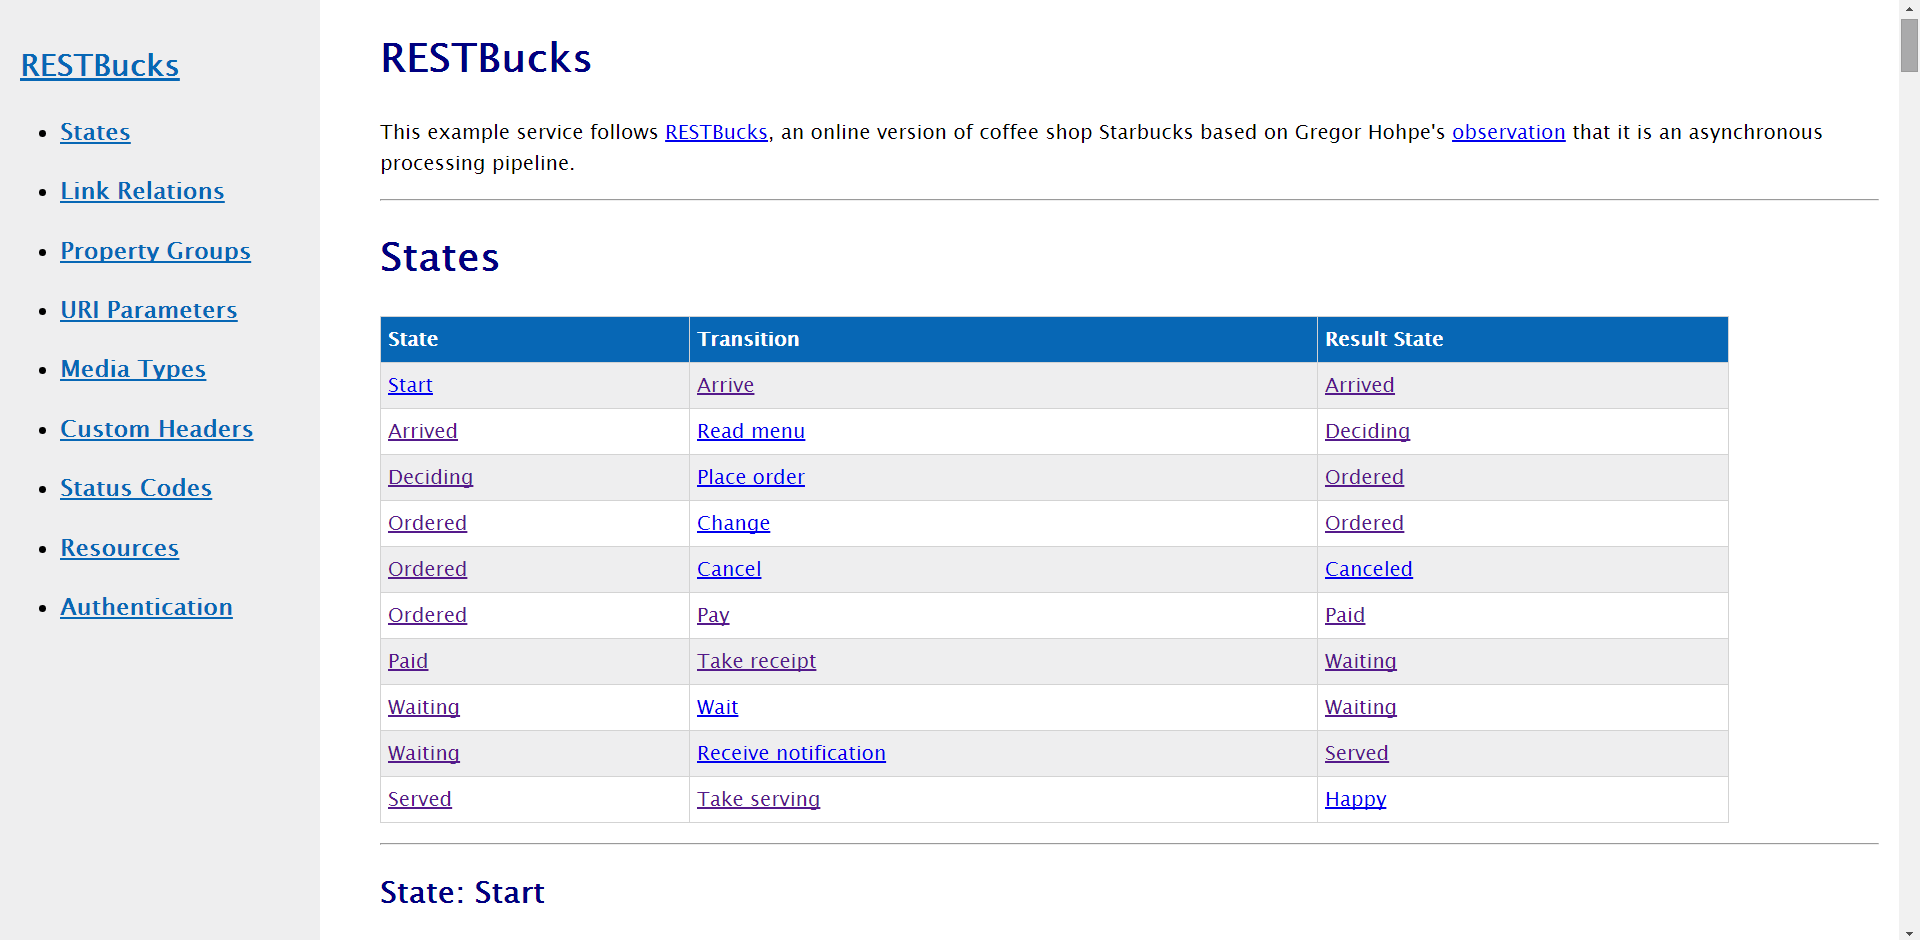 RESTBucks
States
Link Relations
Property Groups
URI Parameters
Media Types
Custom Headers
Status Codes
Resources
Authentication
RESTBucks
This example service follows RESTBucks, an online version of coffee shop Starbucks based on Gregor Hohpe's observation that it is an asynchronous
processing pipeline.
States
State Transition Result State
Start Arrive Arrived
Arrived Read menu Deciding
Deciding Place order Ordered
Ordered Change Ordered
Ordered Cancel Canceled
Ordered Pay Paid
Paid Take receipt Waiting
Waiting Wait Waiting
Waiting Receive notification Served
Served Take serving Happy
State: Start